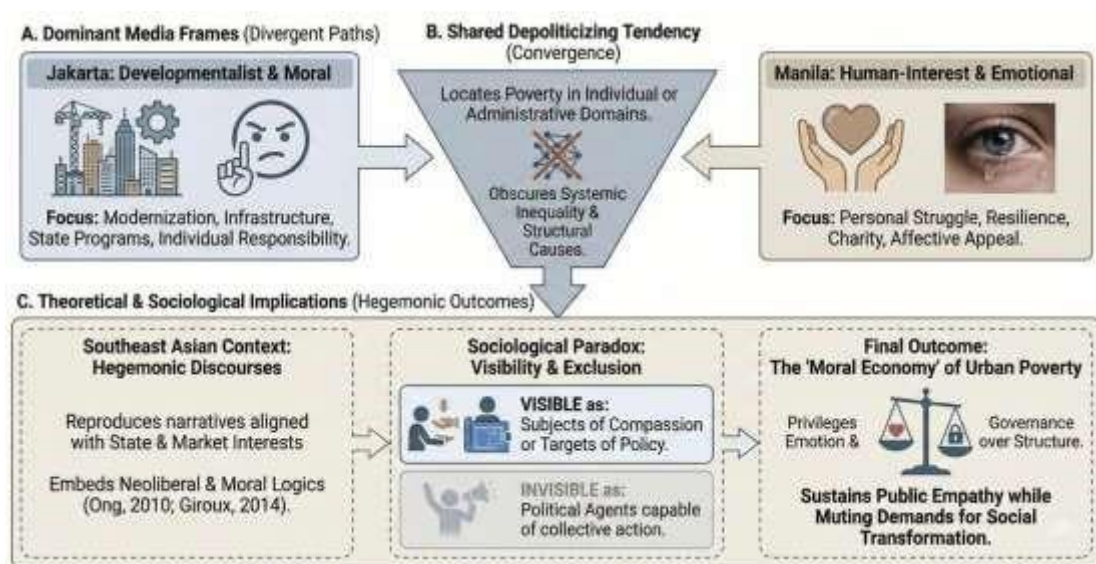 A. Dominant Media Frames (Divergent Paths)
Jakarta: Developmentalist & Moral
Focus: Modernization, Infrastructure,
State Programs, Individual Responsibility.
B. Shared Depoliticizing Tendency
(Convergence)
Locates Poverty in Individual or
Administrative Domains.
Obscures Systemic
Inequality &
Structural
Causes.
Manila: Human-Interest & Emotional
Focus: Personal Struggle, Resilience,
Charity, Affective Appeal.
C. Theoretical & Sociological Implications (Hegemonic Outcomes)
Southeast Asian Context:
Hegemonic Discourses
Reproduces narratives aligned
with State & Market Interests
Embeds Neoliberal & Moral Logics
(Ong, 2010; Giroux, 2014).
Sociological Paradox:
Visibility & Exclusion
VISIBLE as:
Subjects of Compassion
or Targets of Policy.
INVISIBLE as:
Political Agents capable
of collective action.
Final Outcome:
The 'Moral Economy' of Urban Poverty
Privileges
Emotion &
Governance
over Structure.
Sustains Public Empathy while
Muting Demands for Social
Transformation.